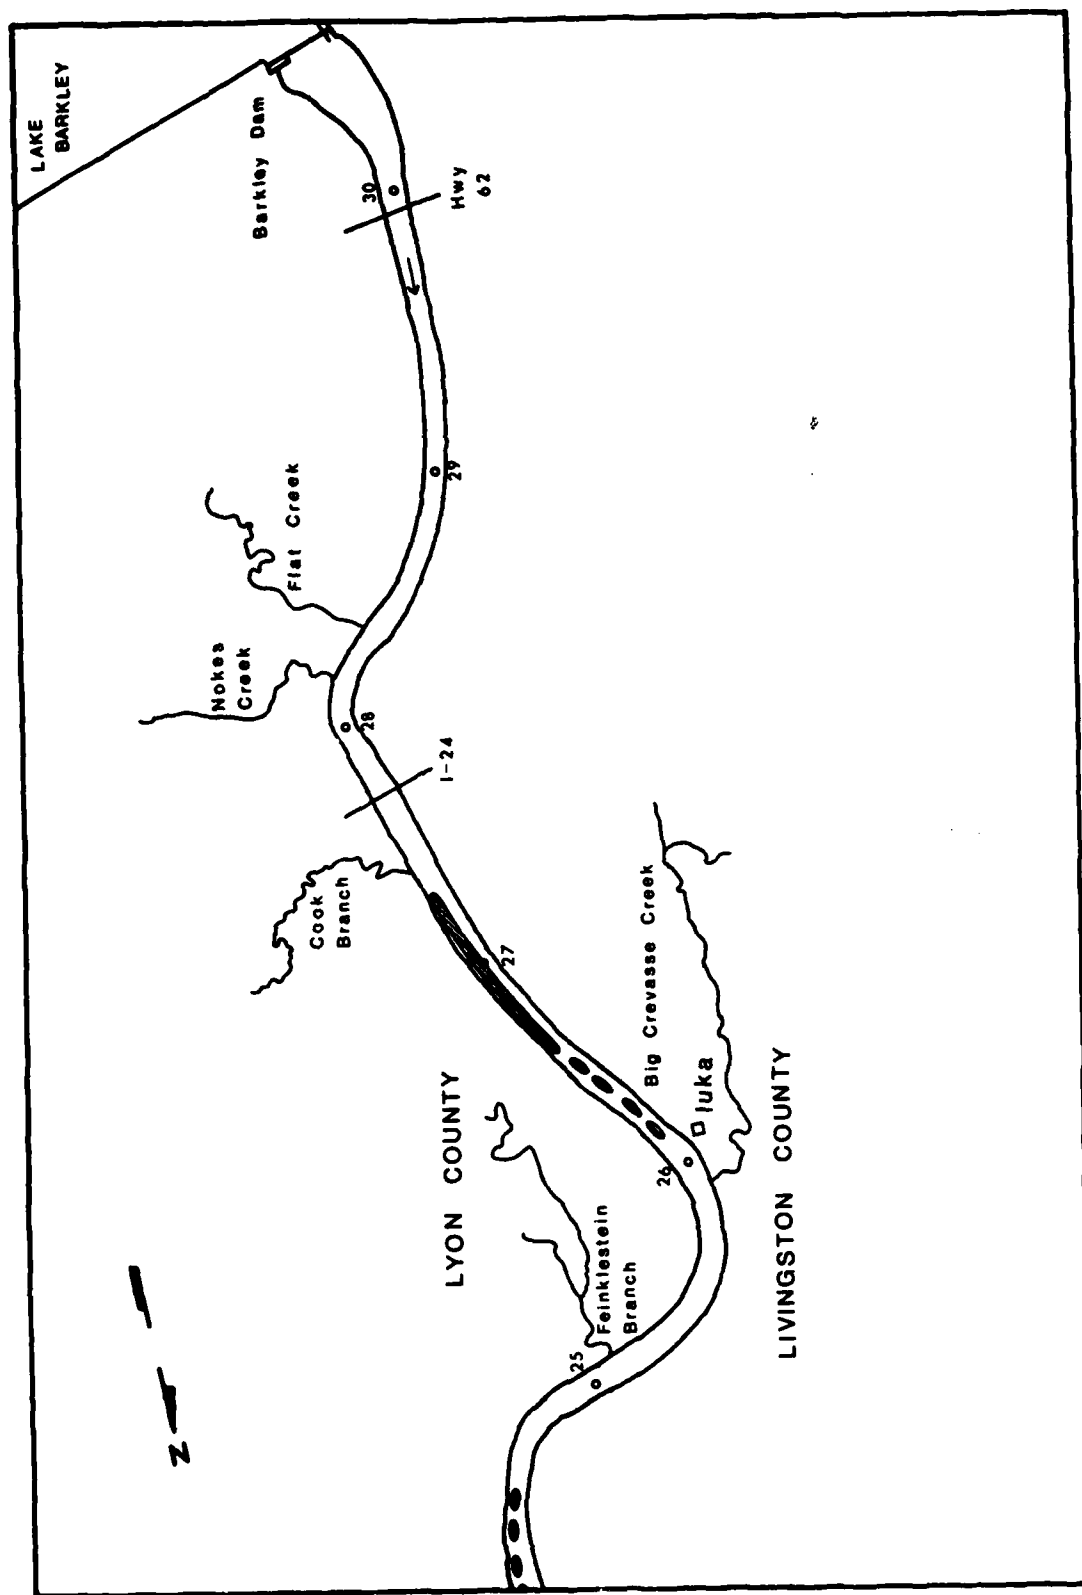 LAKE
BARKLEY
Barkley Dam
30
Hwy
62
29
Flat Creek
Nokes
Creek
28
I-24
Cook
Branch
27
Big Crevasse Creek
Iuka
26
LYON COUNTY
LIVINGSTON COUNTY
Feinklestein
Branch
25
N